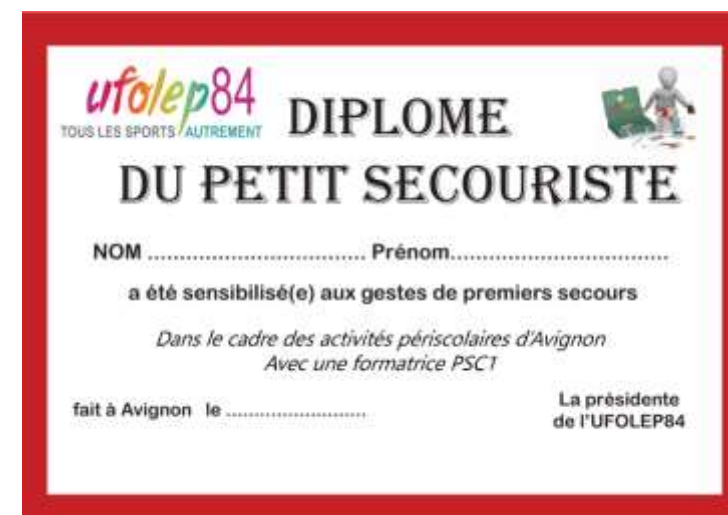 ufolep84
TOUS LES SPORTS AUTREMENT
DIPLOME
DU PETIT SECOURISTE
NOM .................................. Prénom..................................
a été sensibilisé(e) aux gestes de premiers secours
Dans le cadre des activités périscolaires d'Avignon
Avec une formatrice PSC1
fait à Avignon le .........................
La présidente
de l'UFOLEP84